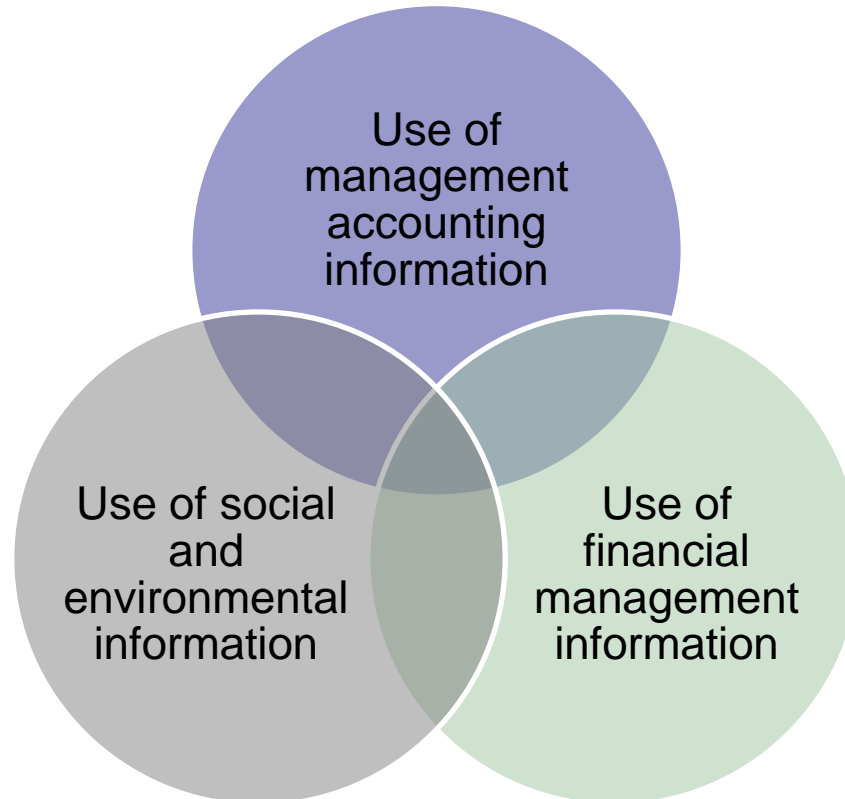 Use of
management
accounting
information
Use of social
and
environmental
information
Use of
financial
management
information